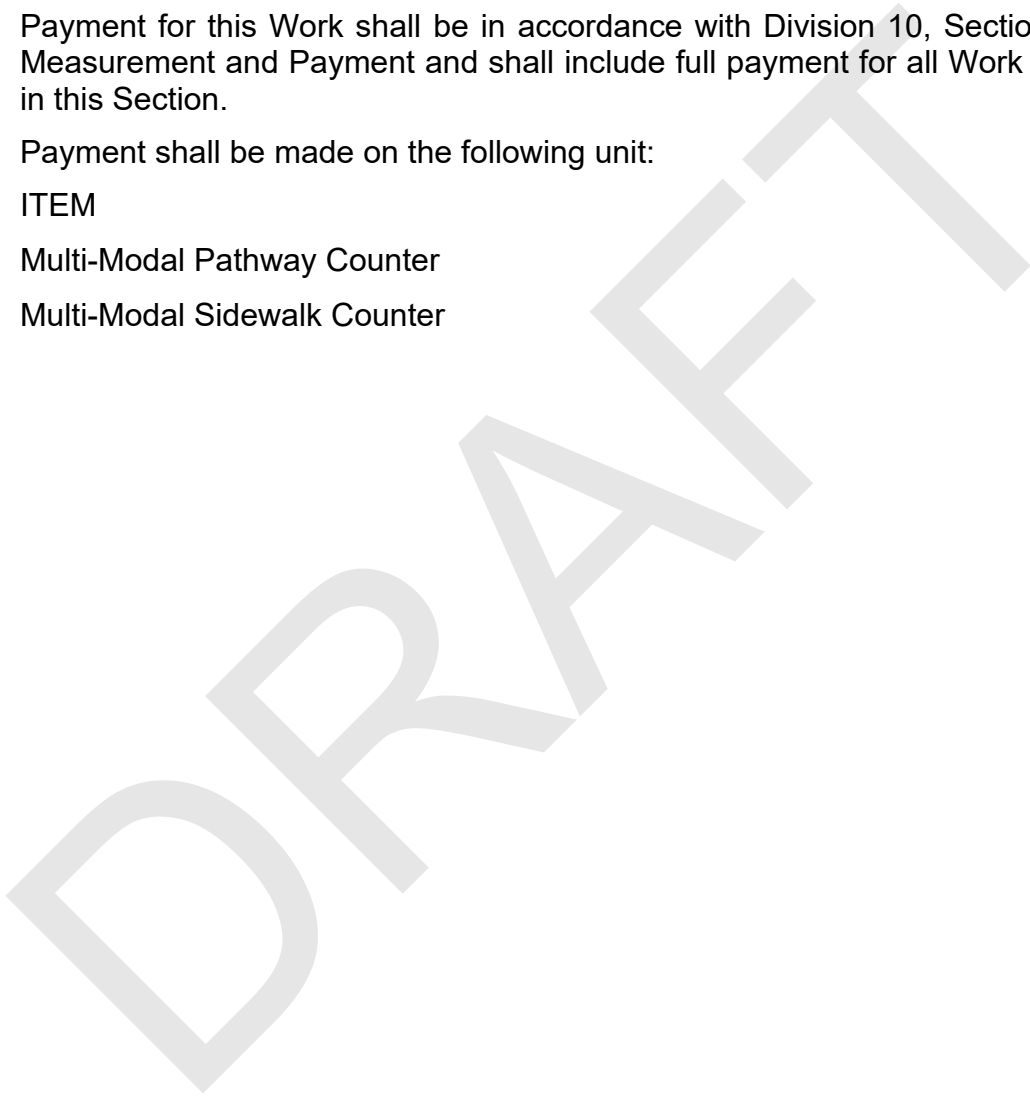 Payment for this Work shall be in accordance with Division 10, Sectio
Measurement and Payment and shall include full payment for all Work
in this Section.
Payment shall be made on the following unit:
ITEM
Multi-Modal Pathway Counter
Multi-Modal Sidewalk Counter
DRAFT